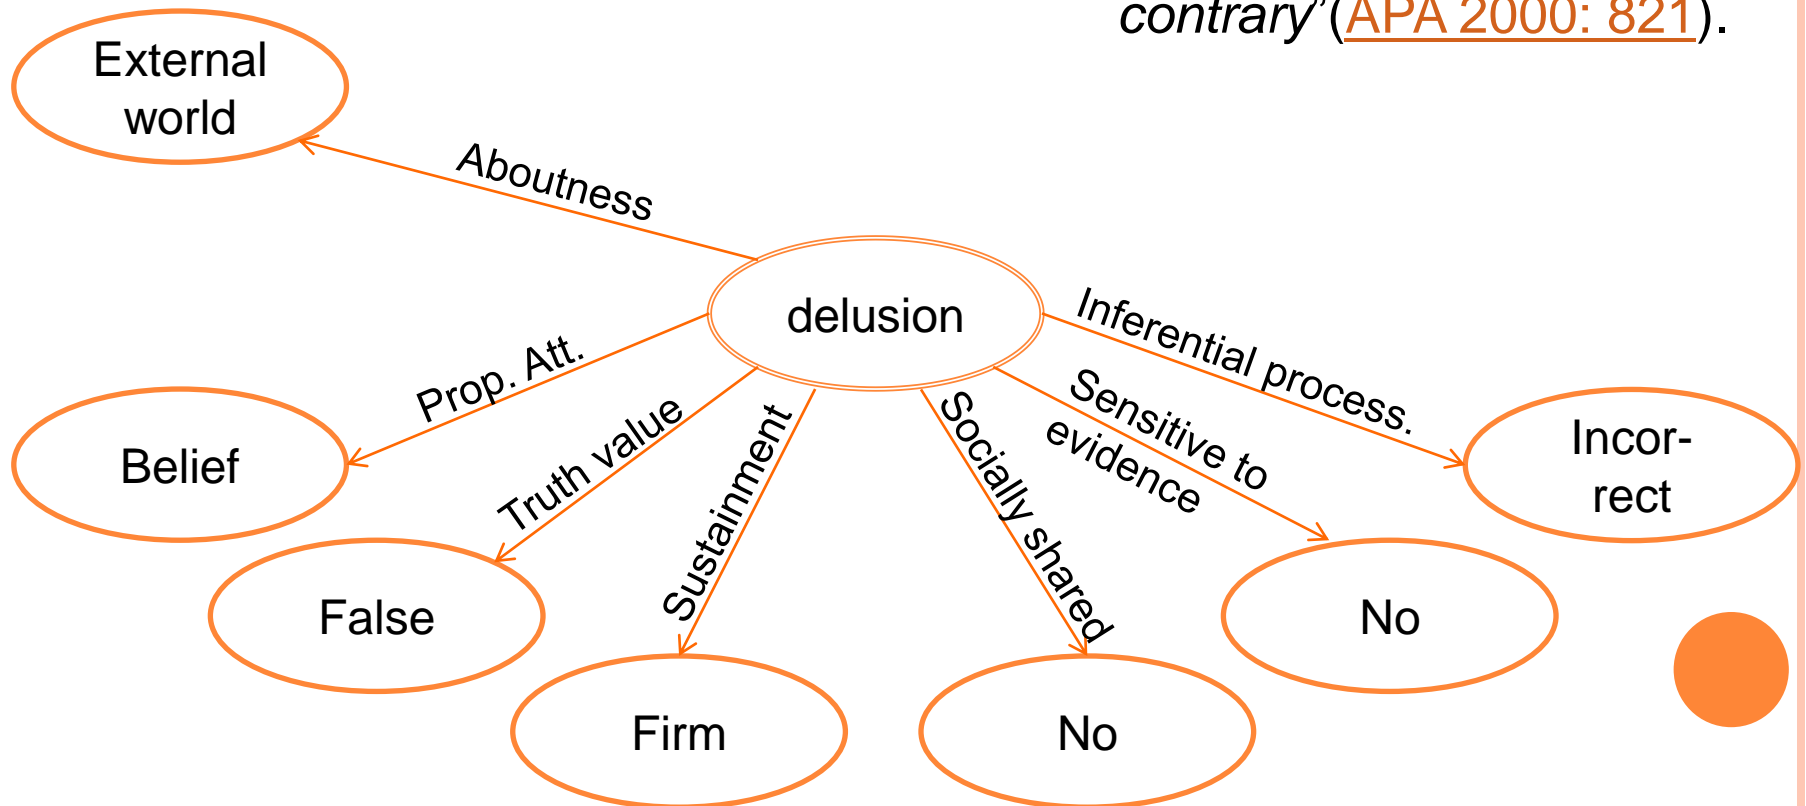 contrary”(APA 2000: 821).
External
world
Aboutness
delusion
Inferential process.
Prop. Att.
Sensitive to
evidence
Truth value
Sustainment
Socially shared
Belief
Incor-
rect
False
No
Firm
No